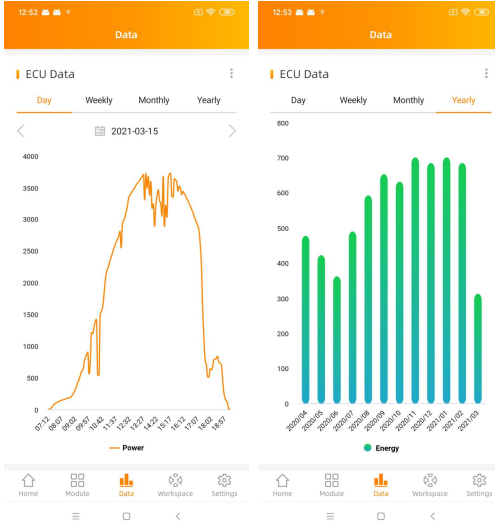 12:52
Data
ECU Data
Day Weekly Monthly Yearly
2021-03-15
4000
3500
3000
2500
2000
1500
1000
500
0
07:12 08:07 09:02 09:57 10:42 11:37 12:32 13:27 14:22 15:17 16:12 17:07 18:02 18:57
Power
Home Module Data Workspace Settings
12:53
Data
ECU Data
Day Weekly Monthly Yearly
800
700
600
500
400
300
200
100
0
2020/04 2020/05 2020/06 2020/07 2020/08 2020/09 2020/10 2020/11 2020/12 2021/01 2021/02 2021/03
Energy
Home Module Data Workspace Settings